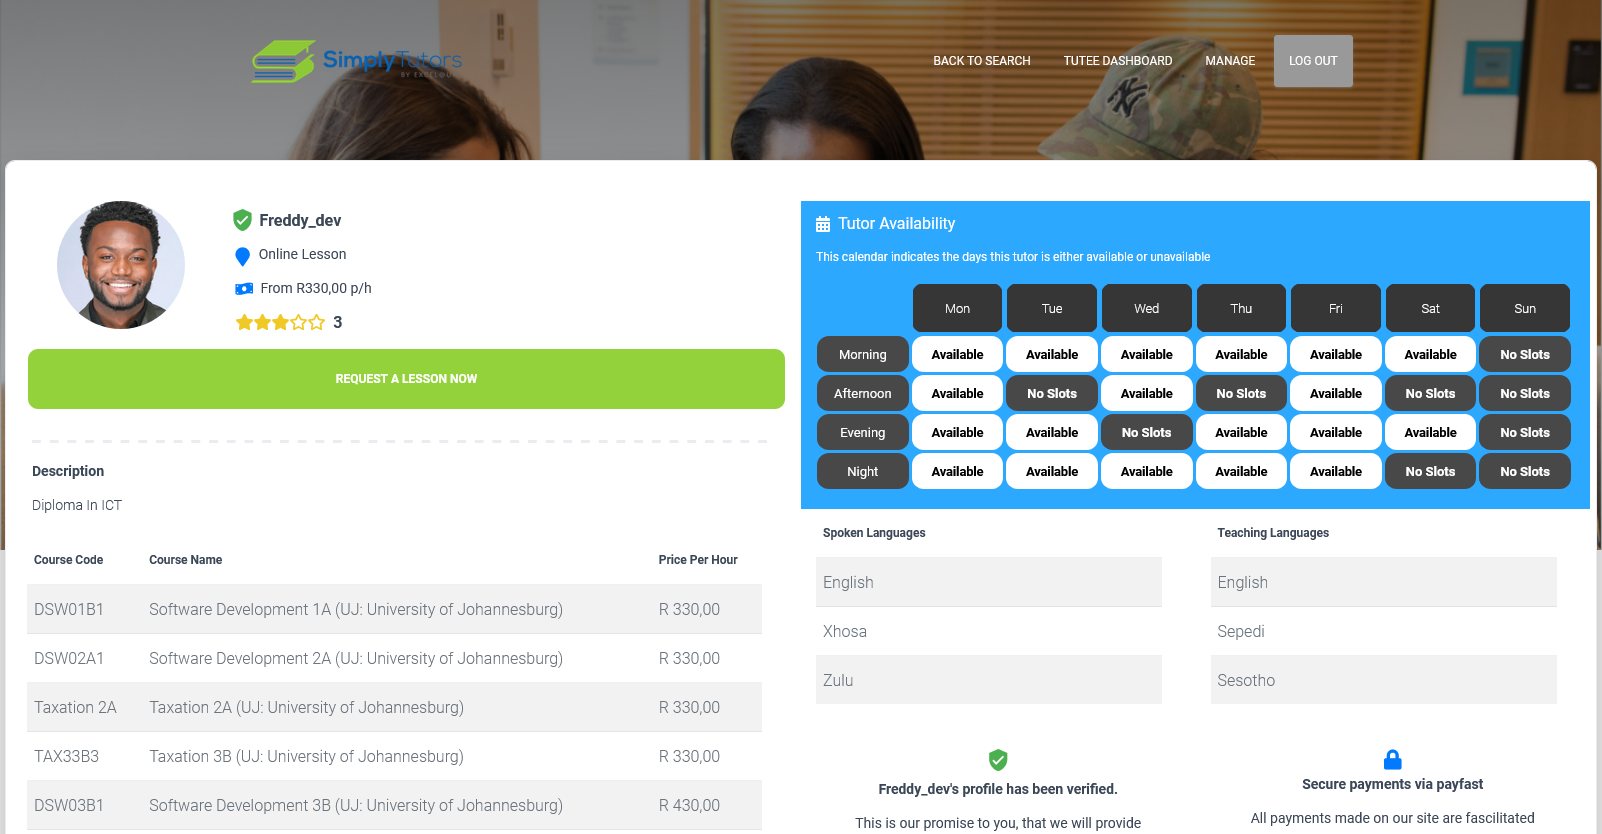 SimplyTutors
BACK TO SEARCH TUTEE DASHBOARD MANAGE LOG OUT
Freddy_dev
Online Lesson
From R330,00 p/h
3
REQUEST A LESSON NOW
Description
Diploma In ICT
Course Code Course Name Price Per Hour
DSW01B1 Software Development 1A (UJ: University of Johannesburg) R 330,00
DSW02A1 Software Development 2A (UJ: University of Johannesburg) R 330,00
Taxation 2A Taxation 2A (UJ: University of Johannesburg) R 330,00
TAX33B3 Taxation 3B (UJ: University of Johannesburg) R 330,00
DSW03B1 Software Development 3B (UJ: University of Johannesburg) R 430,00
Tutor Availability
This calendar indicates the days this tutor is either available or unavailable
Mon Tue Wed Thu Fri Sat Sun
Morning Available Available Available Available Available Available No Slots
Afternoon Available No Slots Available No Slots Available No Slots No Slots
Evening Available Available No Slots Available Available Available No Slots
Night Available Available Available Available Available No Slots No Slots
Spoken Languages
English
Xhosa
Zulu
Teaching Languages
English
Sepedi
Sesotho
Freddy_dev's profile has been verified.
This is our promise to you, that we will provide
Secure payments via payfast
All payments made on our site are fascilitated